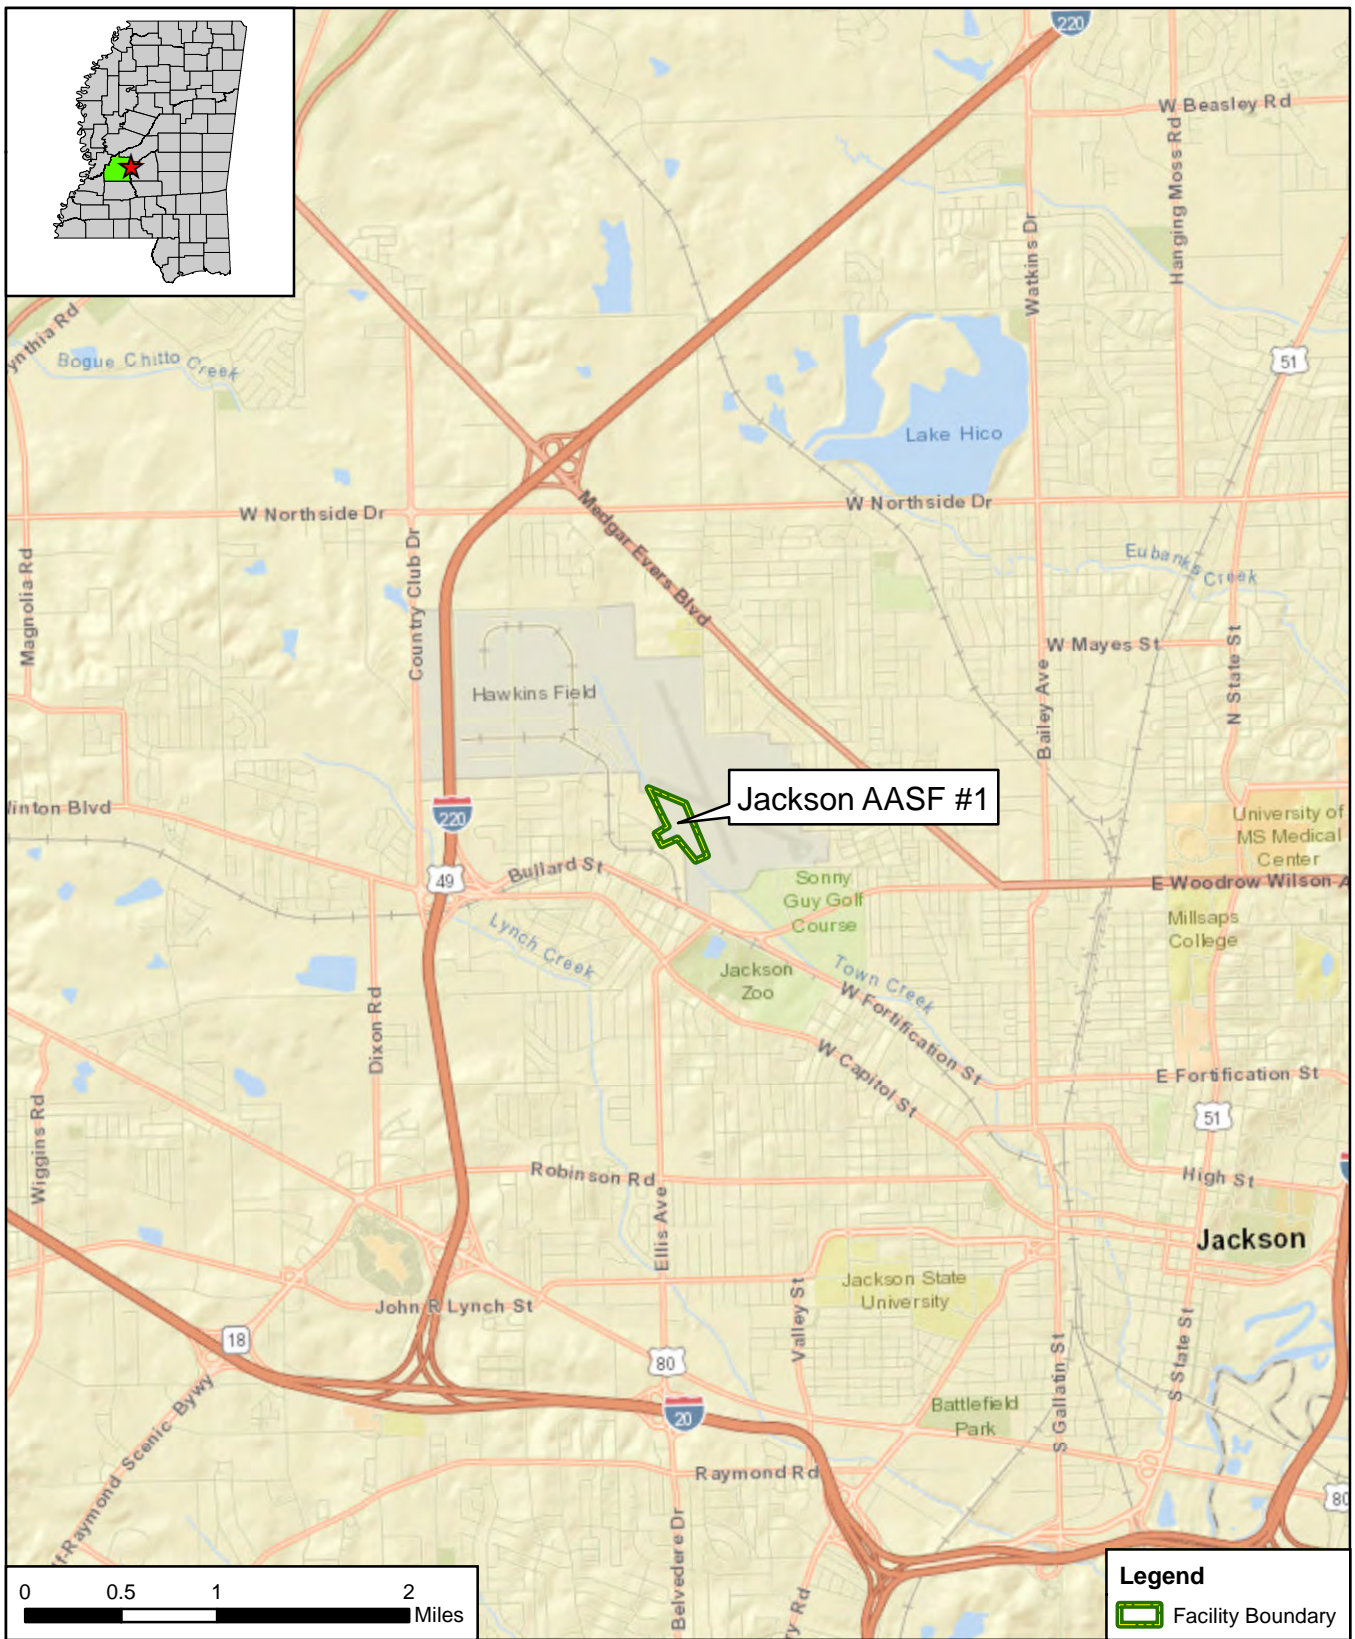 220
W Beasley Rd
Hanging Moss Rd
Watkins Dr
51
Bogue Chitto Creek
Lake Hico
W Northside Dr
W Northside Dr
Medgar Evers Blvd
Country Club Dr
Magnolia Rd
Eubanks Creek
W Mayes St
N State St
Bailey Ave
Hawkins Field
Jackson AASF #1
220
49
Bullard St
Lynch Creek
Sonny
Guy Golf
Course
University of
MS Medical
Center
E Woodrow Wilson A
Millsaps
College
Jackson
Zoo
Town Creek
W Fortification St
W Capitol St
Dixon Rd
E Fortification St
51
Wiggins Rd
Robinson Rd
High St
Ellis Ave
Jackson
Jackson State
University
John R Lynch St
Valley St
18
80
20
S Gallatin St
S State St
Battlefield
Park
Raymond Rd
80
Belvedere Dr
Raymond Scenic Bywy
0 0.5 1 2
Miles
Legend
Facility Boundary